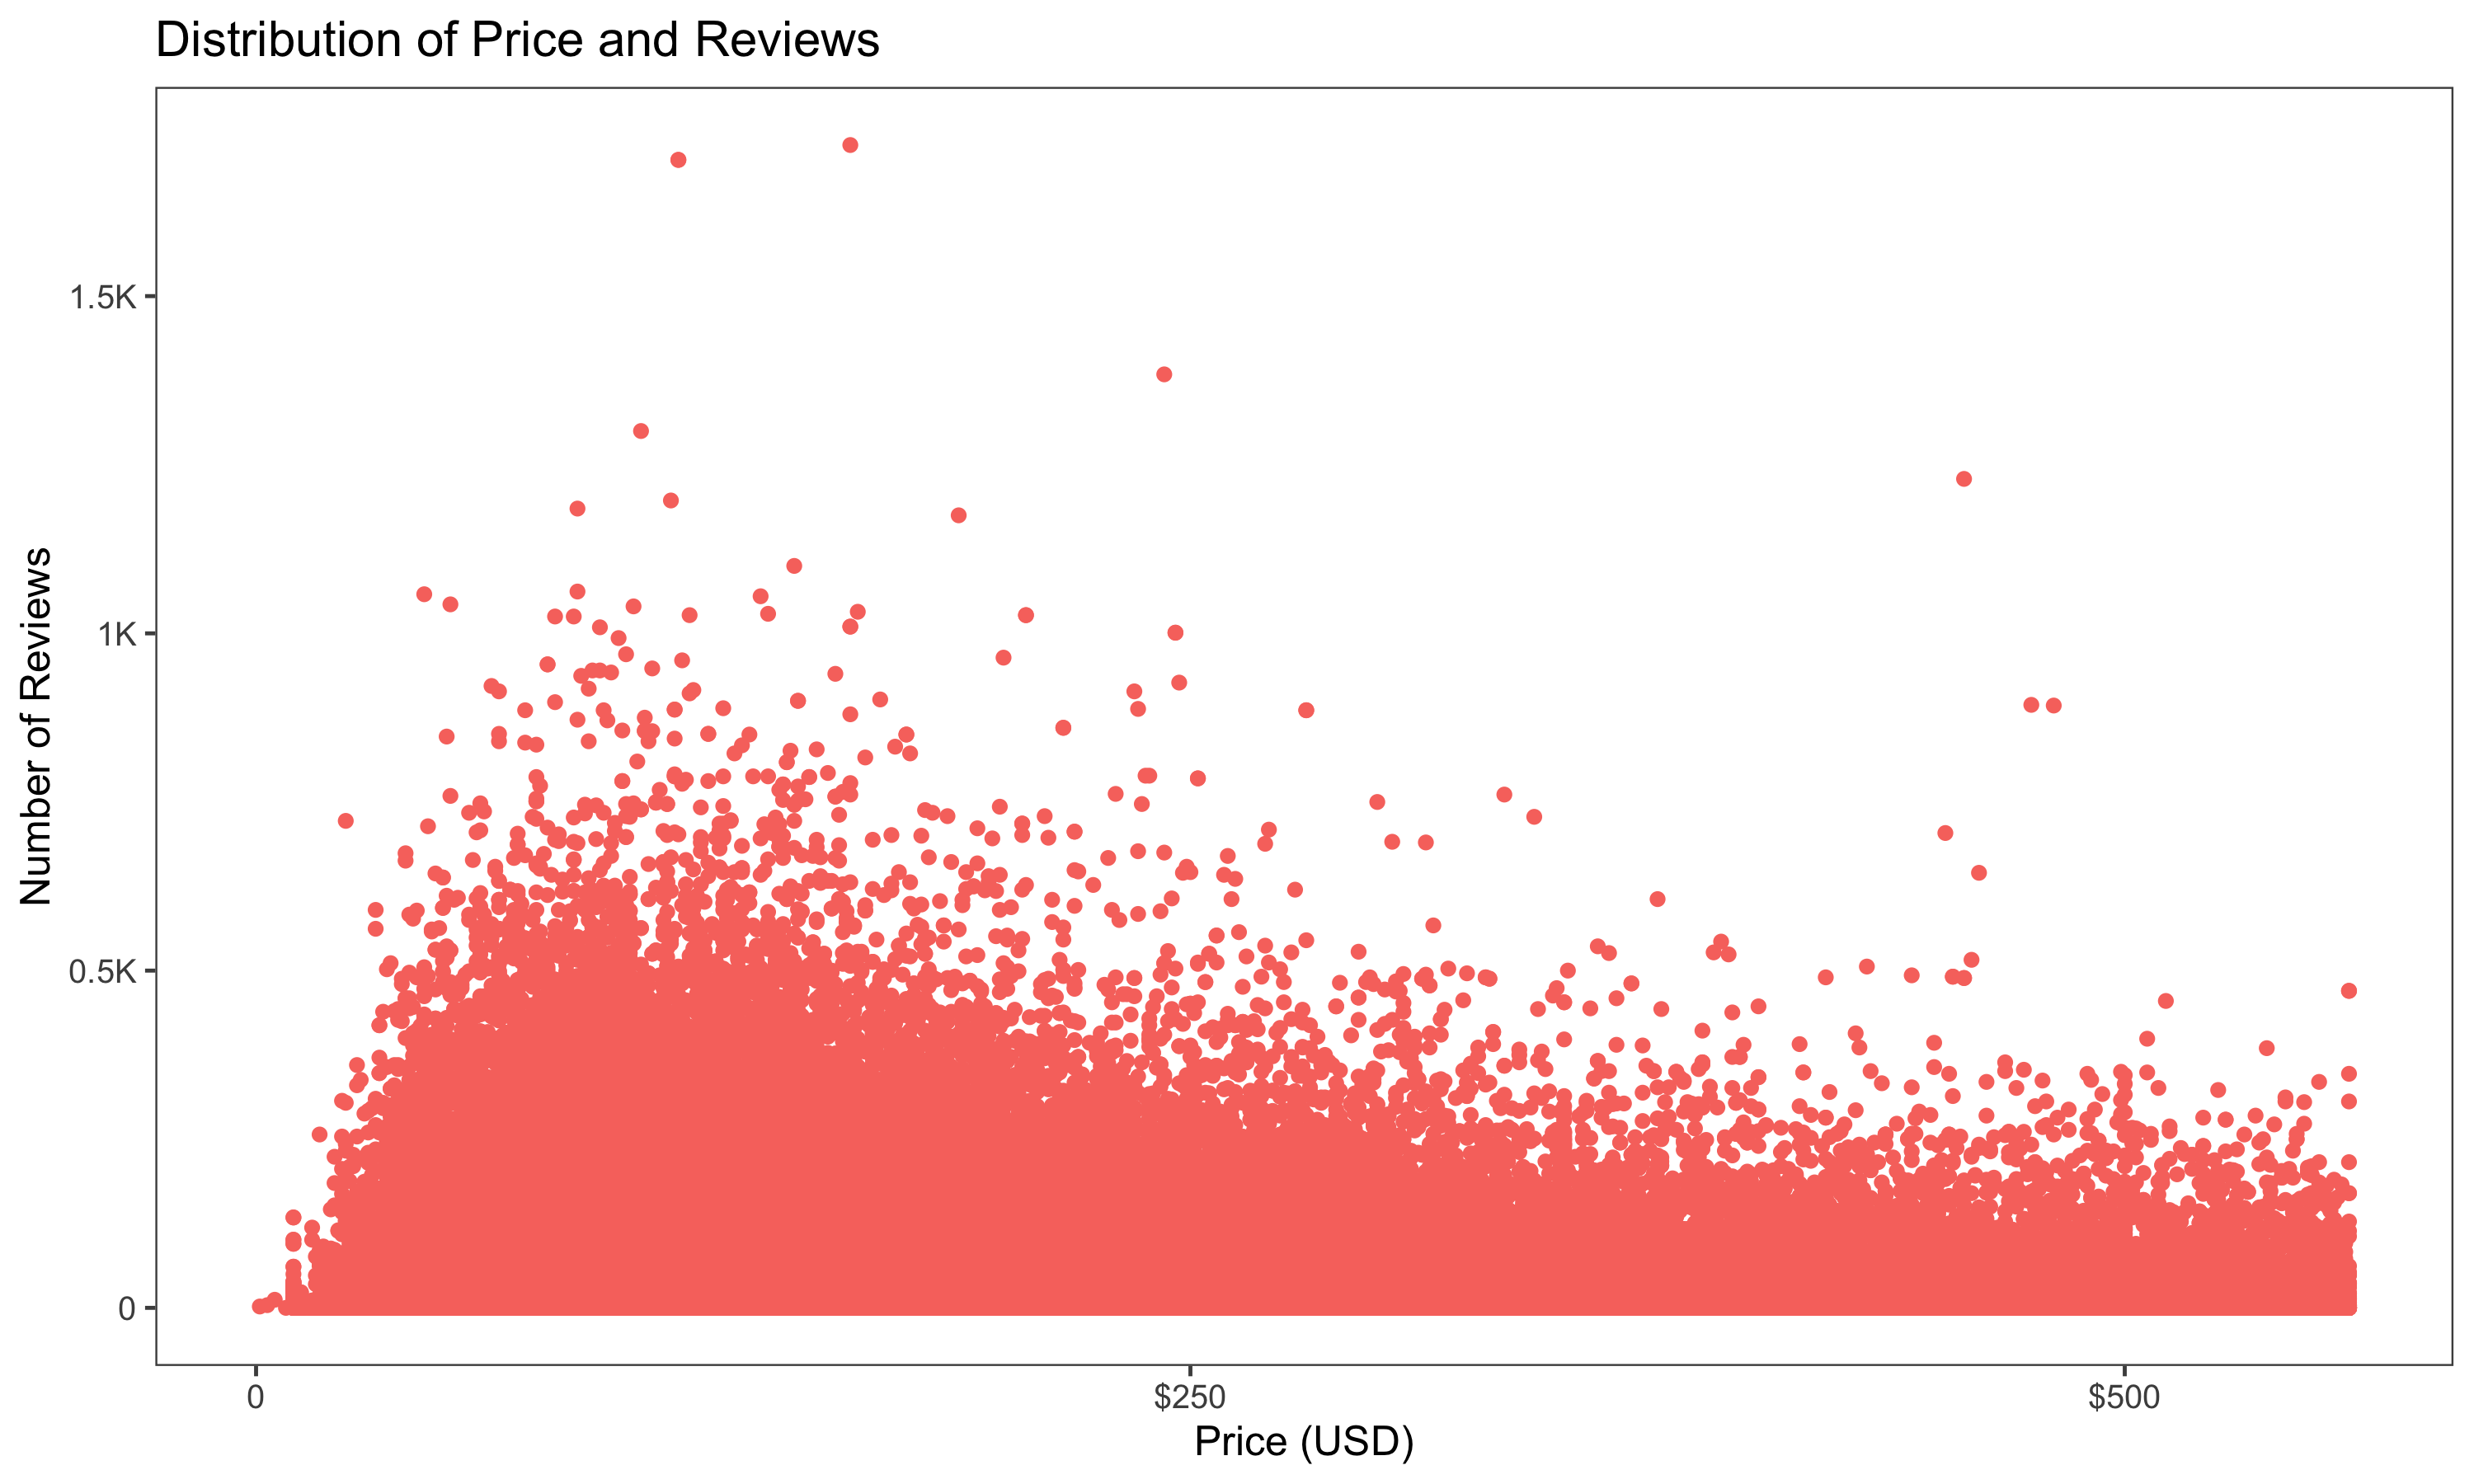 Distribution of Price and Reviews
Number of Reviews
1.5K
1K
0.5K
0
0
$250
$500
Price (USD)